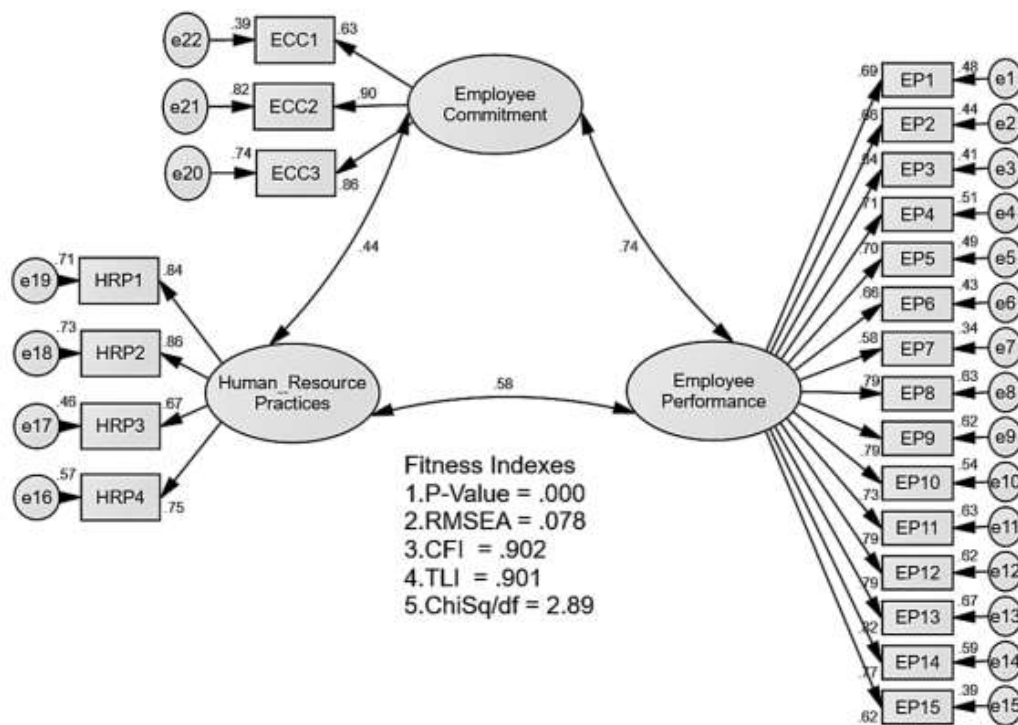 e22
.39
ECC1
.63
e21
.82
ECC2
.90
e20
.74
ECC3
.86
Employee
Commitment
.44
.74
e19
.71
HRP1
.84
e18
.73
HRP2
.86
e17
.46
HRP3
.67
e16
.57
HRP4
.75
Human_Resource
Practices
.58
Employee
Performance
Fitness Indexes
1.P-Value = .000
2.RMSEA = .078
3.CFI = .902
4.TLI = .901
5.ChiSq/df = 2.89
.69
EP1
.48
e1
.66
EP2
.44
e2
.64
EP3
.41
e3
.71
EP4
.51
e4
.70
EP5
.49
e5
.66
EP6
.43
e6
.58
EP7
.34
e7
.79
EP8
.63
e8
.79
EP9
.62
e9
.73
EP10
.54
e10
.79
EP11
.63
e11
.79
EP12
.62
e12
.82
EP13
.67
e13
.77
EP14
.59
e14
.62
EP15
.39
e15